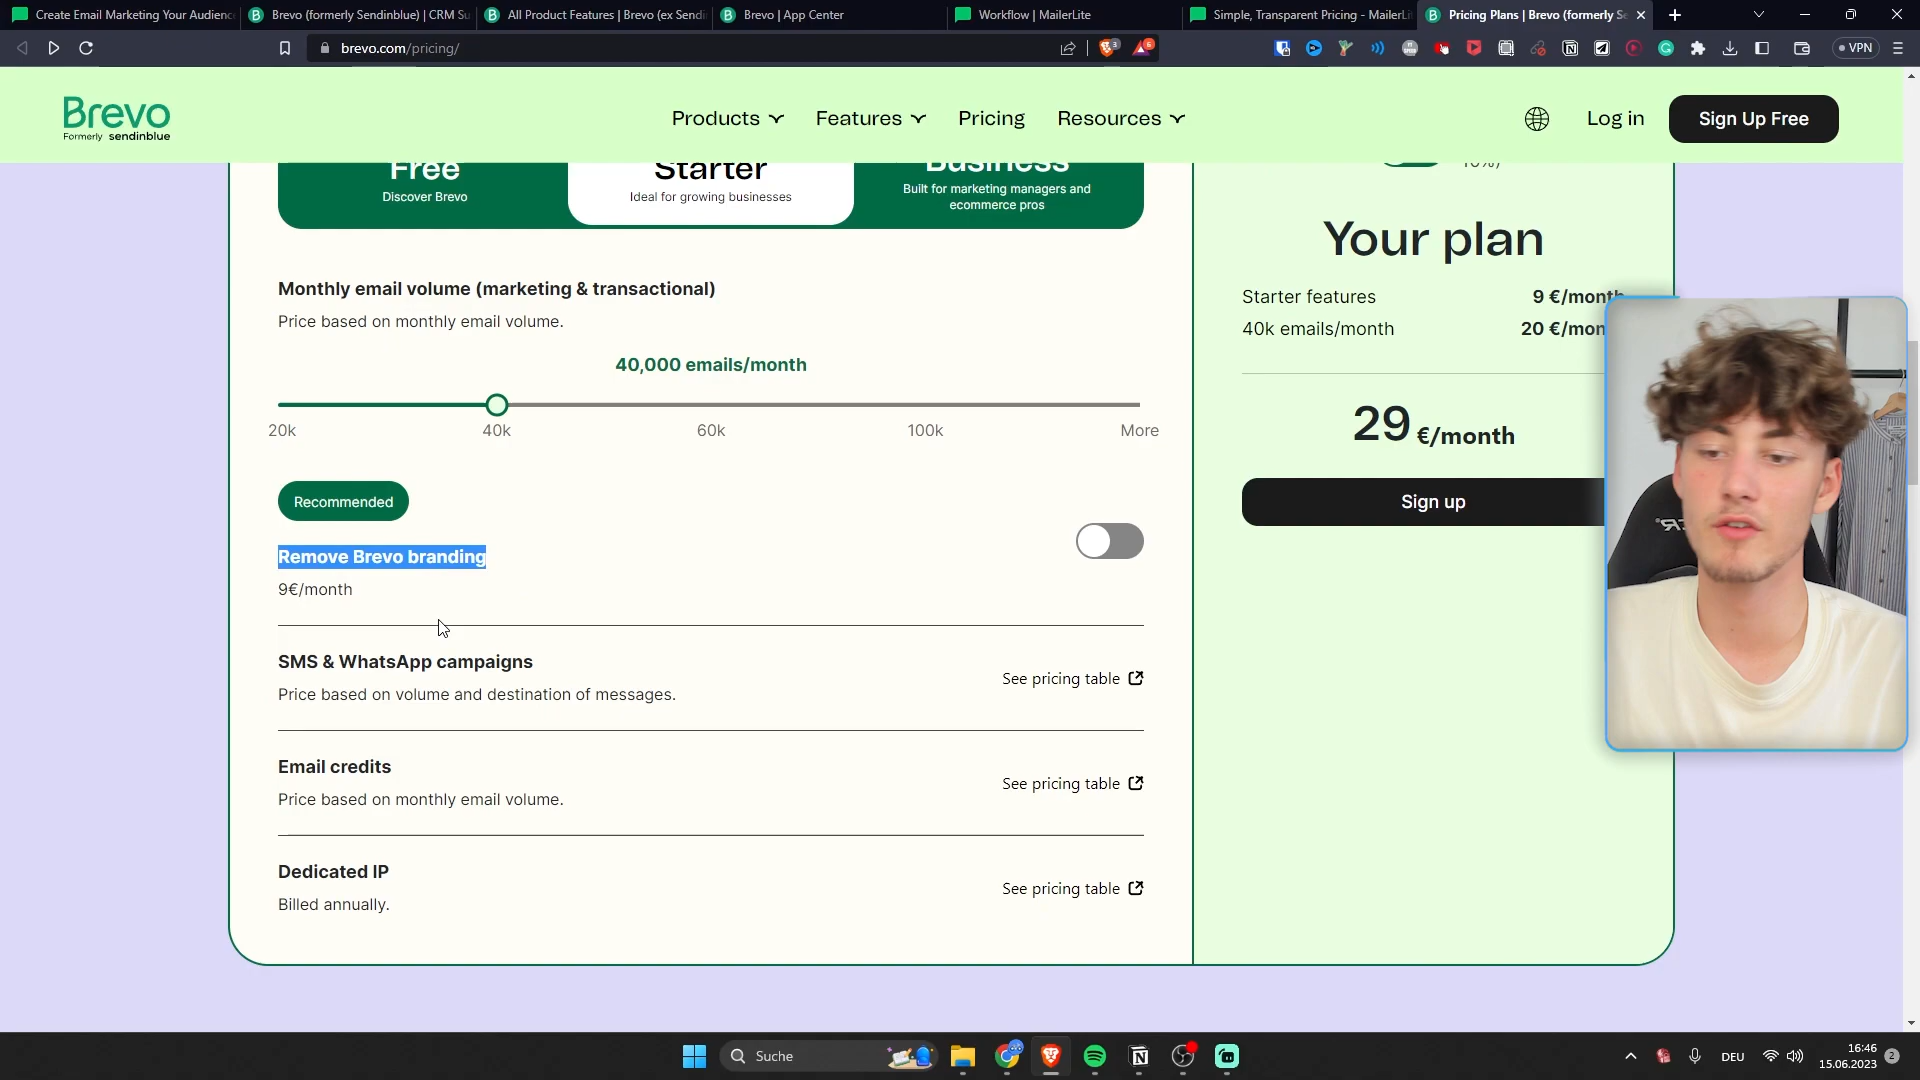 Create Email Marketing Your Audienc
Brevo (formerly Sendinblue) | CRM Su
All Product Features | Brevo (ex Sendi
Brevo | App Center
Workflow | MailerLite
Simple, Transparent Pricing - MailerLi
Pricing Plans | Brevo (formerly Se
brevo.com/pricing/
VPN
Brevo
Formerly sendinblue
Products
Features
Pricing
Resources
Log in
Sign Up Free
Free
Discover Brevo
Starter
Ideal for growing businesses
Business
Built for marketing managers and
ecommerce pros
10%)
Monthly email volume (marketing & transactional)
Price based on monthly email volume.
40,000 emails/month
20k
40k
60k
100k
More
Recommended
Remove Brevo branding
9€/month
SMS & WhatsApp campaigns
Price based on volume and destination of messages.
See pricing table
Email credits
Price based on monthly email volume.
See pricing table
Dedicated IP
Billed annually.
See pricing table
Your plan
Starter features 9 €/month
40k emails/month 20 €/mon
29 €/month
Sign up
Suche
DEU
16:46
15.06.2023
2